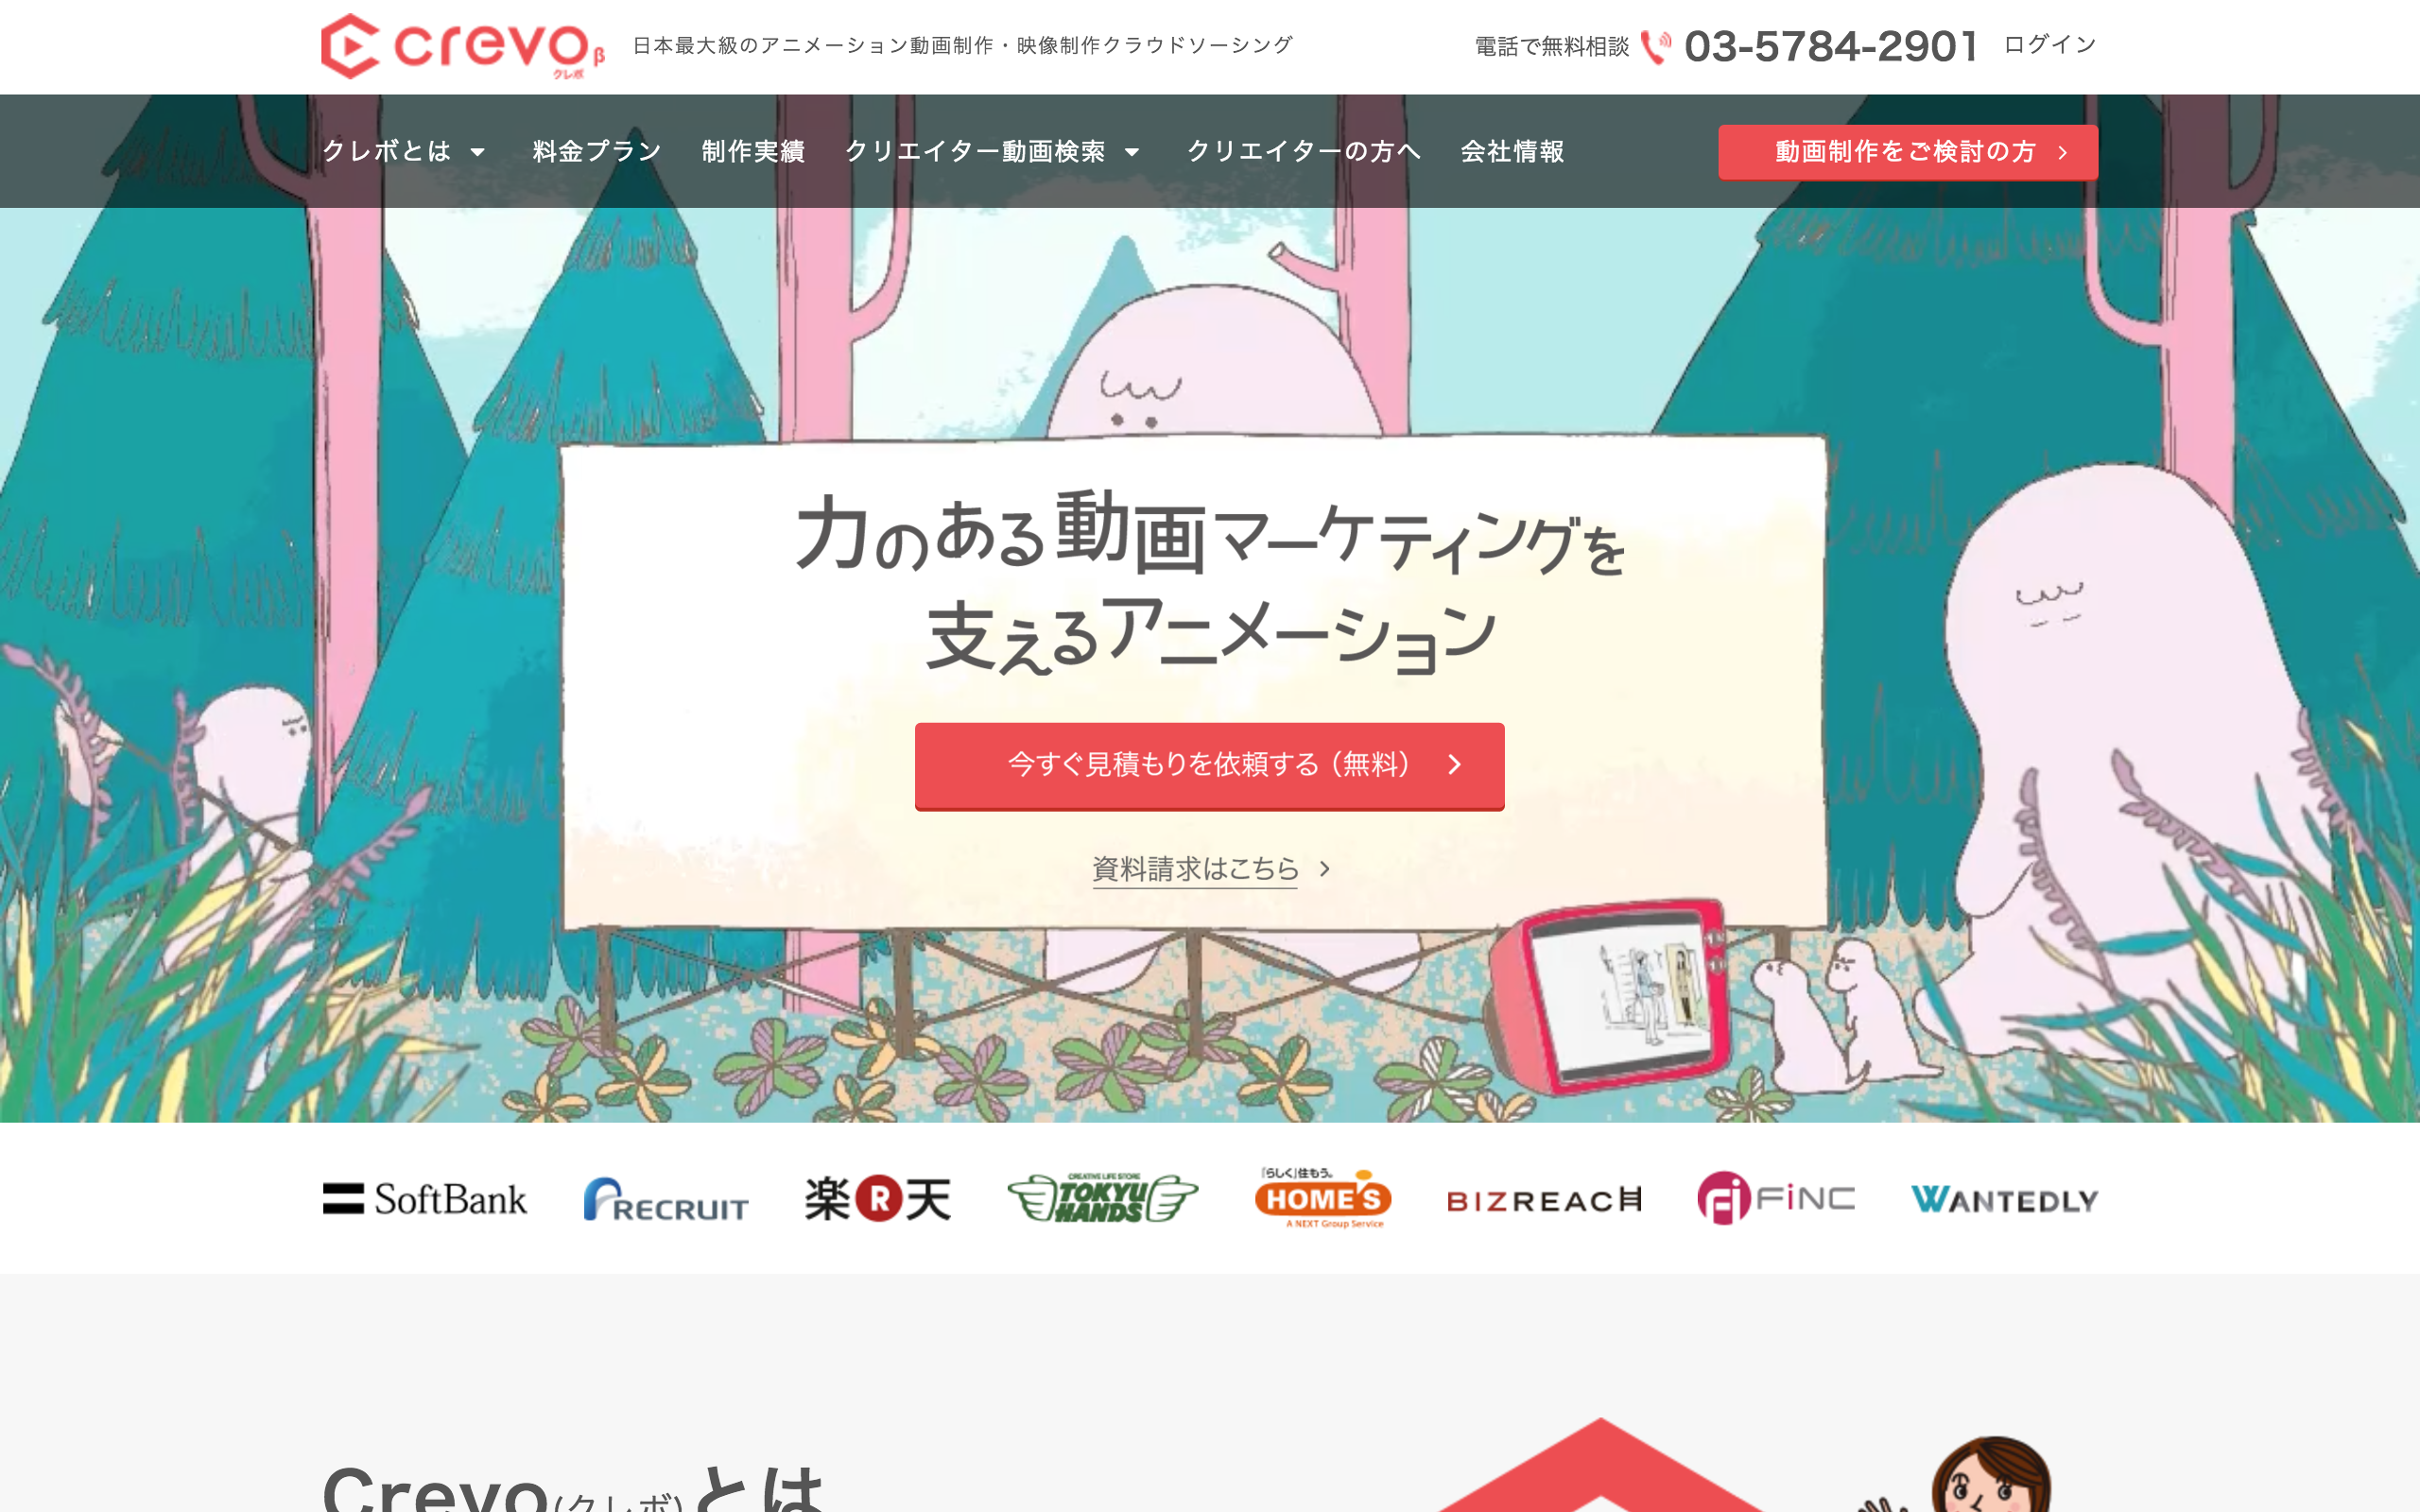 crevo β
クレボ
日本最大級のアニメーション動画制作・映像制作クラウドソーシング
電話で無料相談 03-5784-2901 ログイン
クレボとは 料金プラン 制作実績 クリエイター動画検索 クリエイターの方へ 会社情報 動画制作をご検討の方
力のある動画マーケティングを
支えるアニメーション
今すぐ見積もりを依頼する（無料）
資料請求はこちら
SoftBank
RECRUIT
楽R天
CREATIVE LIFE STORE
TOKYU
HANDS
「らしく」住もう。
HOME'S
A NEXT Group Service
BIZREACH
FiNC
WANTEDLY
Crevo(クレボ)とは